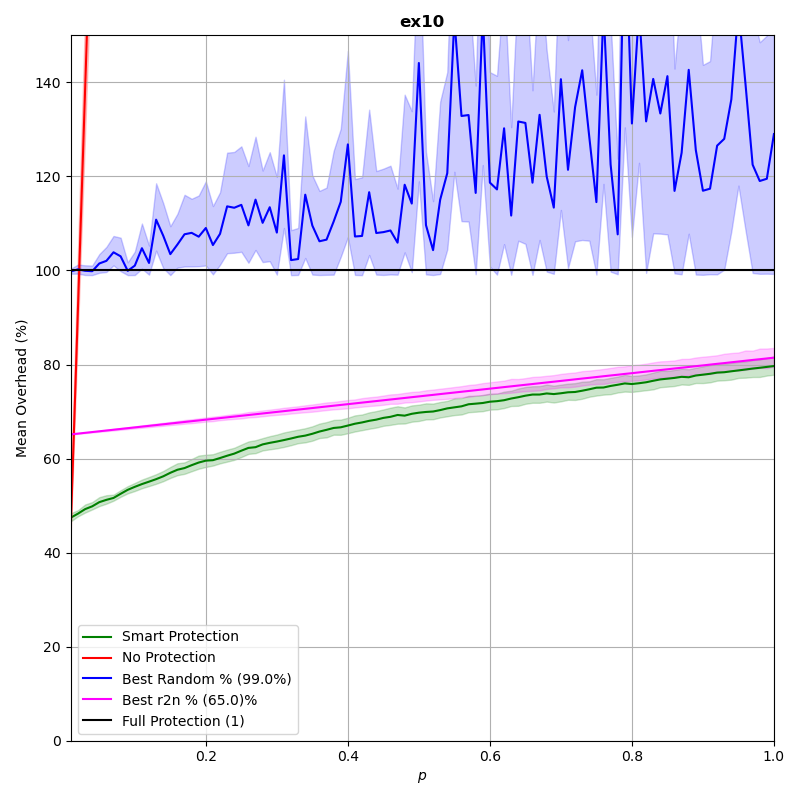 ex10
140
120
100
80
60
40
20
0
Mean Overhead (%)
Smart Protection
No Protection
Best Random % (99.0%)
Best r2n % (65.0)%
Full Protection (1)
0.2 0.4 0.6 0.8 1.0
p